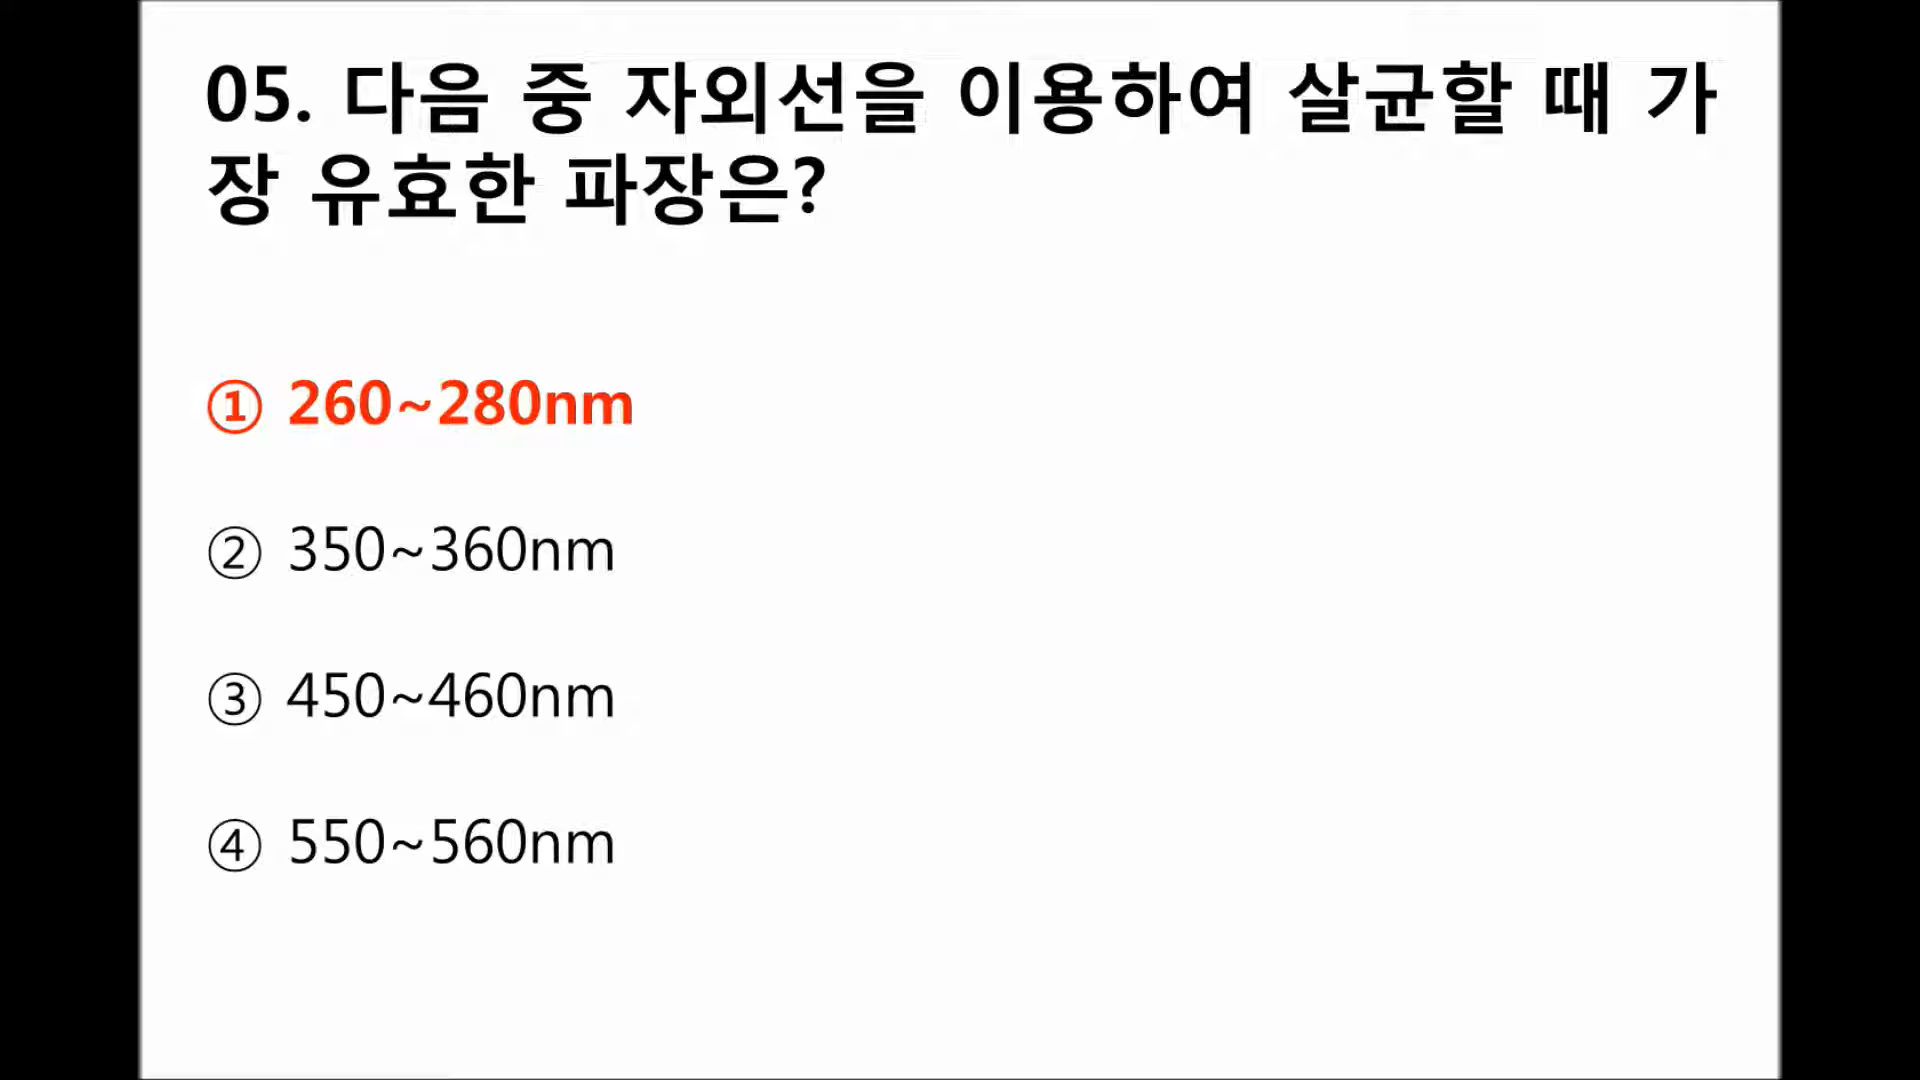 05. 다음 중 자외선을 이용하여 살균할 때 가
장 유효한 파장은?
① 260~280nm
② 350~360nm
③ 450~460nm
④ 550~560nm